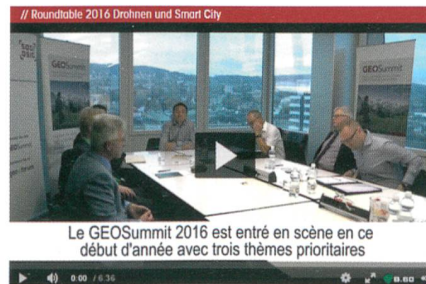 // Roundtable 2016 Drohnen und Smart City
GEOSummit
GEOSummit
Le GEOSummit 2016 est entré en scène en ce
début d'année avec trois thèmes prioritaires
0:00 / 6:36